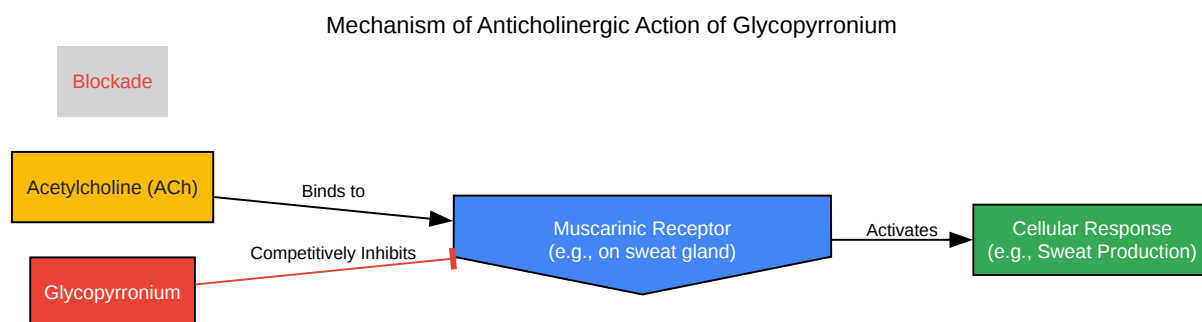 Mechanism of Anticholinergic Action of Glycopyrronium
Blockade
Acetylcholine (ACh)
Binds to
Muscarinic Receptor
(e.g., on sweat gland)
Activates
Cellular Response
(e.g., Sweat Production)
Competitively Inhibits
Glycopyrronium